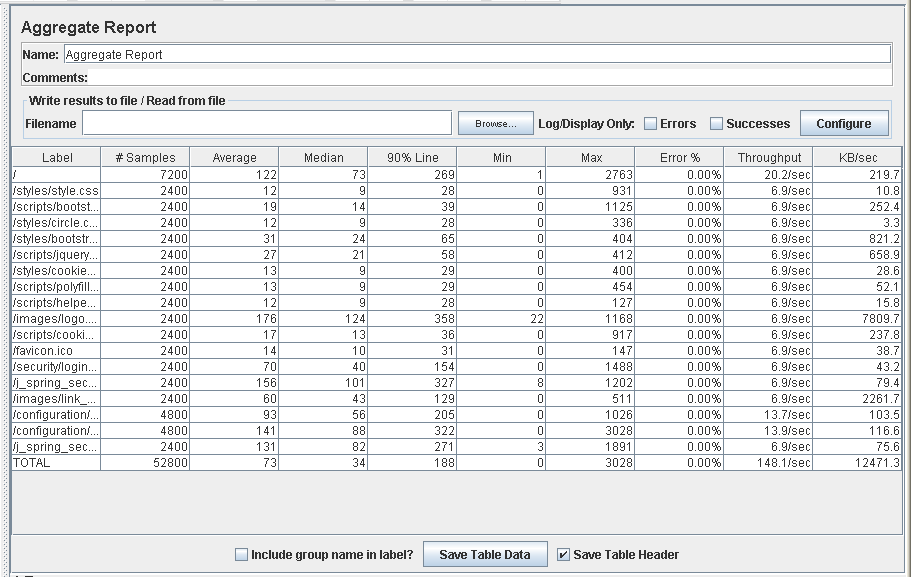 Aggregate Report
Name: Aggregate Report
Comments:
Write results to file / Read from file
Filename Browse... Log/Display Only: Errors Successes Configure
Label # Samples Average Median 90% Line Min Max Error % Throughput KB/sec
/ 7200 122 73 269 1 2763 0.00% 20.2/sec 219.7
/styles/style.css 2400 12 9 28 0 931 0.00% 6.9/sec 10.8
/scripts/bootst... 2400 19 14 39 0 1125 0.00% 6.9/sec 252.4
/styles/circle.c... 2400 12 9 28 0 336 0.00% 6.9/sec 3.3
/styles/bootstr... 2400 31 24 65 0 404 0.00% 6.9/sec 821.2
/scripts/jquery... 2400 27 21 58 0 412 0.00% 6.9/sec 658.9
/styles/cookie... 2400 13 9 29 0 400 0.00% 6.9/sec 28.6
/scripts/polyfill... 2400 13 9 29 0 454 0.00% 6.9/sec 52.1
/scripts/helpe... 2400 12 9 28 0 127 0.00% 6.9/sec 15.8
/images/logo.... 2400 176 124 358 22 1168 0.00% 6.9/sec 7809.7
/scripts/cooki... 2400 17 13 36 0 917 0.00% 6.9/sec 237.8
/favicon.ico 2400 14 10 31 0 147 0.00% 6.9/sec 38.7
/security/login... 2400 70 40 154 0 1488 0.00% 6.9/sec 43.2
/j_spring_sec... 2400 156 101 327 8 1202 0.00% 6.9/sec 79.4
/images/link_... 2400 60 43 129 0 511 0.00% 6.9/sec 2261.7
/configuration/... 4800 93 56 205 0 1026 0.00% 13.7/sec 103.5
/configuration/... 4800 141 88 322 0 3028 0.00% 13.9/sec 116.6
/j_spring_sec... 2400 131 82 271 3 1891 0.00% 6.9/sec 75.6
TOTAL 52800 73 34 188 0 3028 0.00% 148.1/sec 12471.3
Include group name in label? Save Table Data Save Table Header